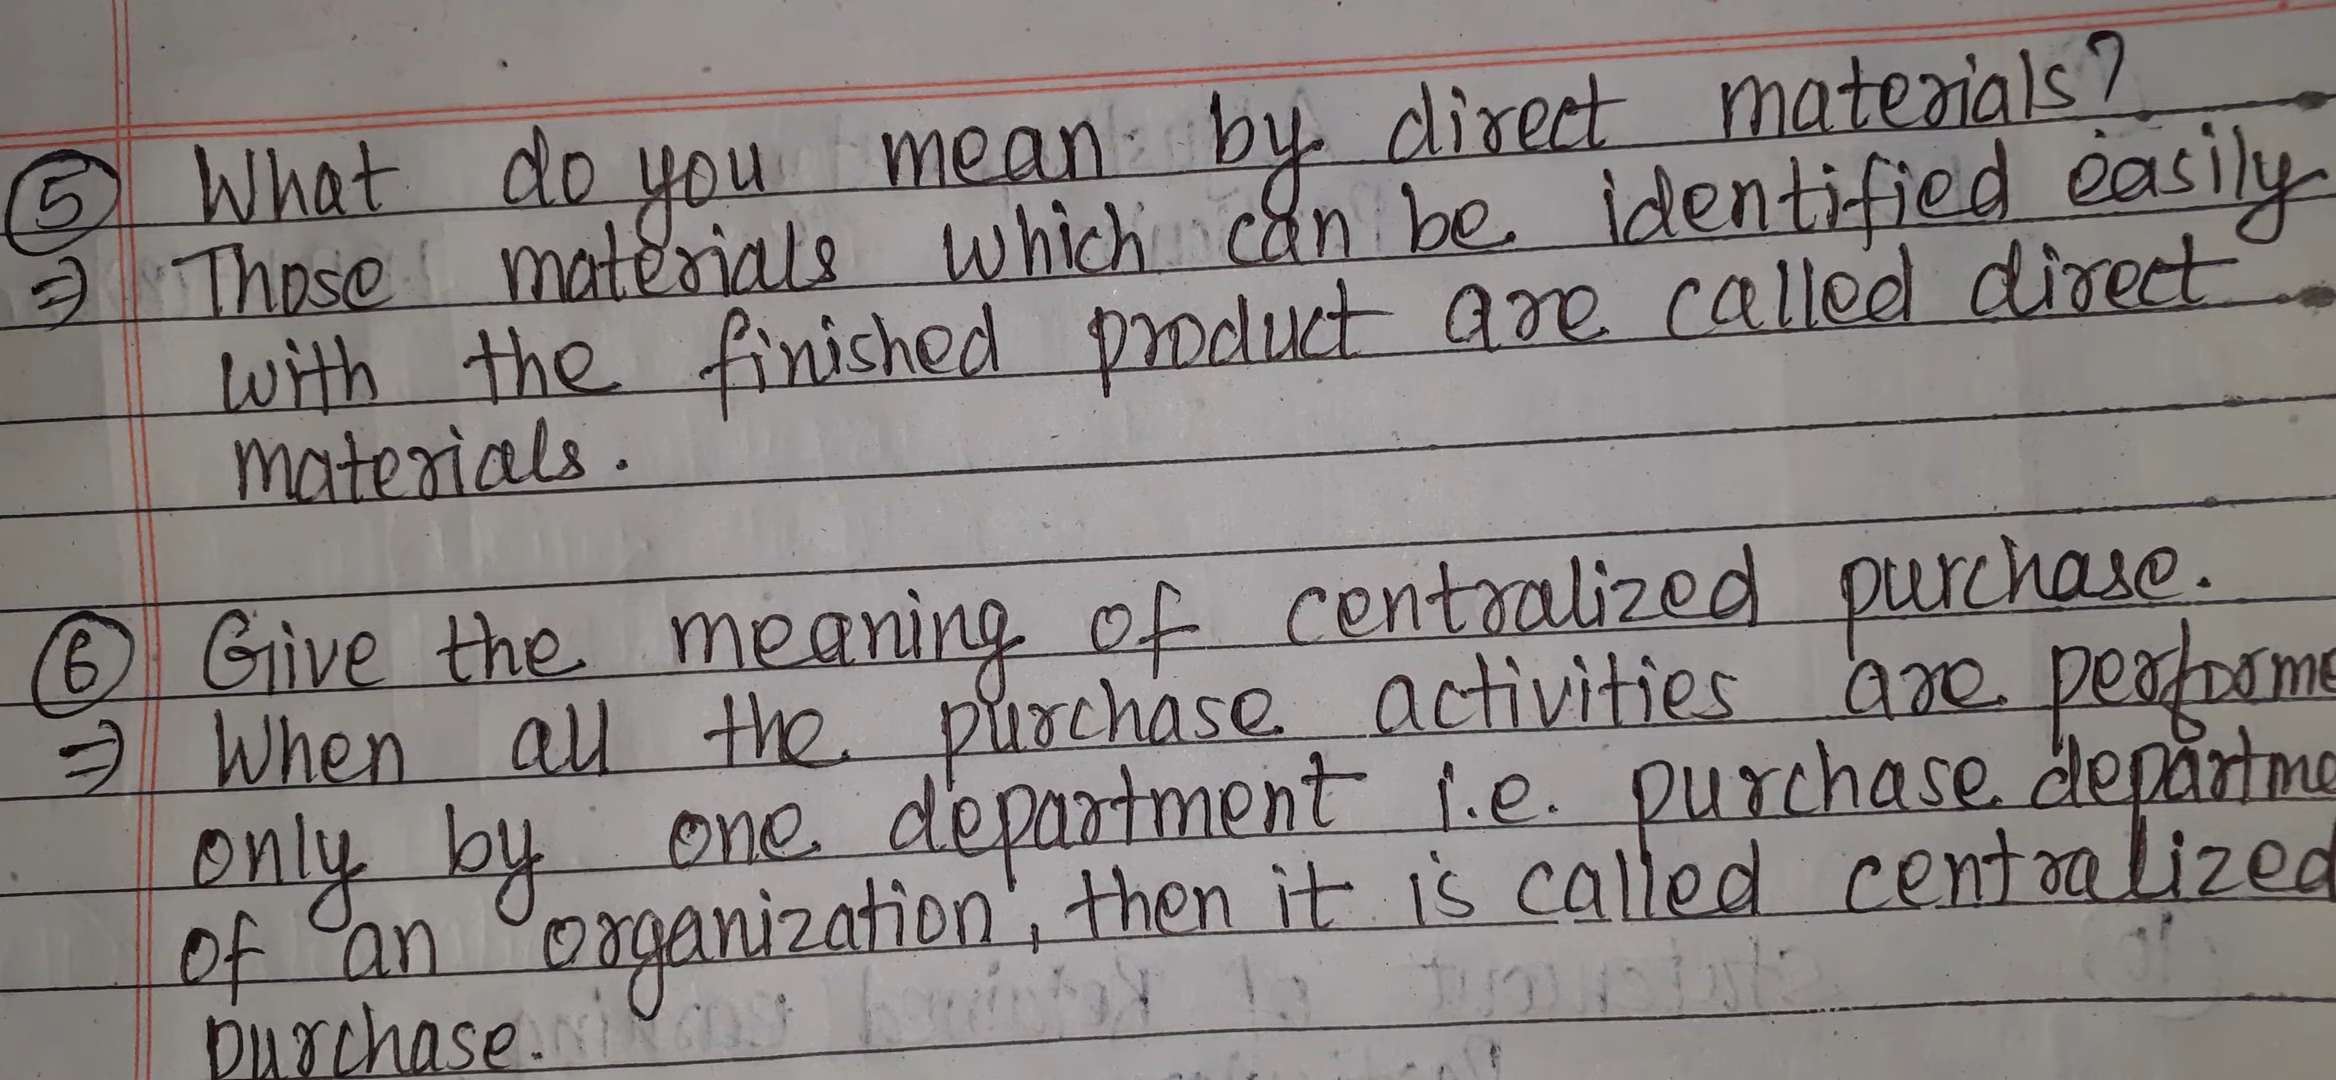 ⑤ What do you mean by direct materials?
⇒ Those materials which can be identified easily
with the finished product are called direct
materials.
⑥ Give the meaning of centralized purchase.
⇒ When all the purchase activities are performe
only by one department i.e. purchase departme
of an organization, then it is called centralized
purchase.